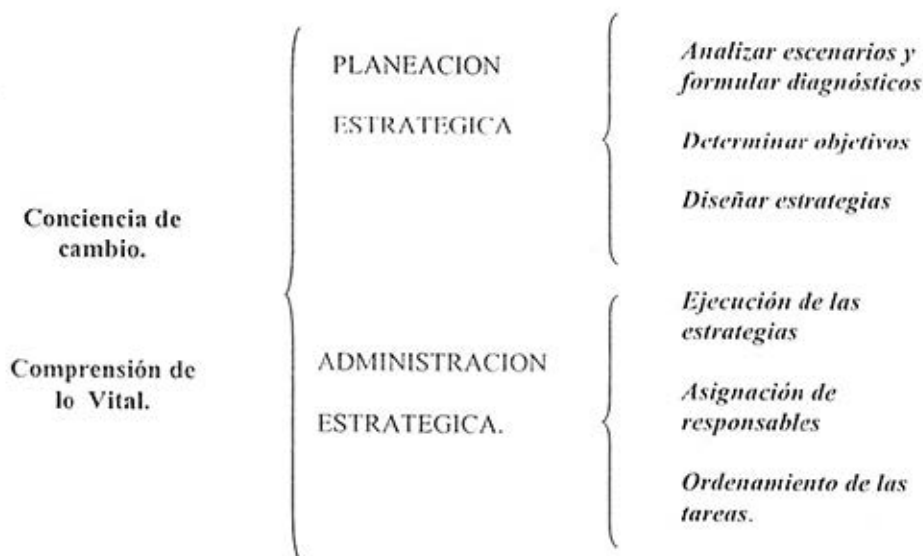 Conciencia de
cambio.
Comprensión de
lo Vital.
PLANEACION
ESTRATEGICA
Analizar escenarios y
formular diagnósticos
Determinar objetivos
Diseñar estrategias
ADMINISTRACION
ESTRATEGICA.
Ejecución de las
estrategias
Asignación de
responsables
Ordenamiento de las
tareas.